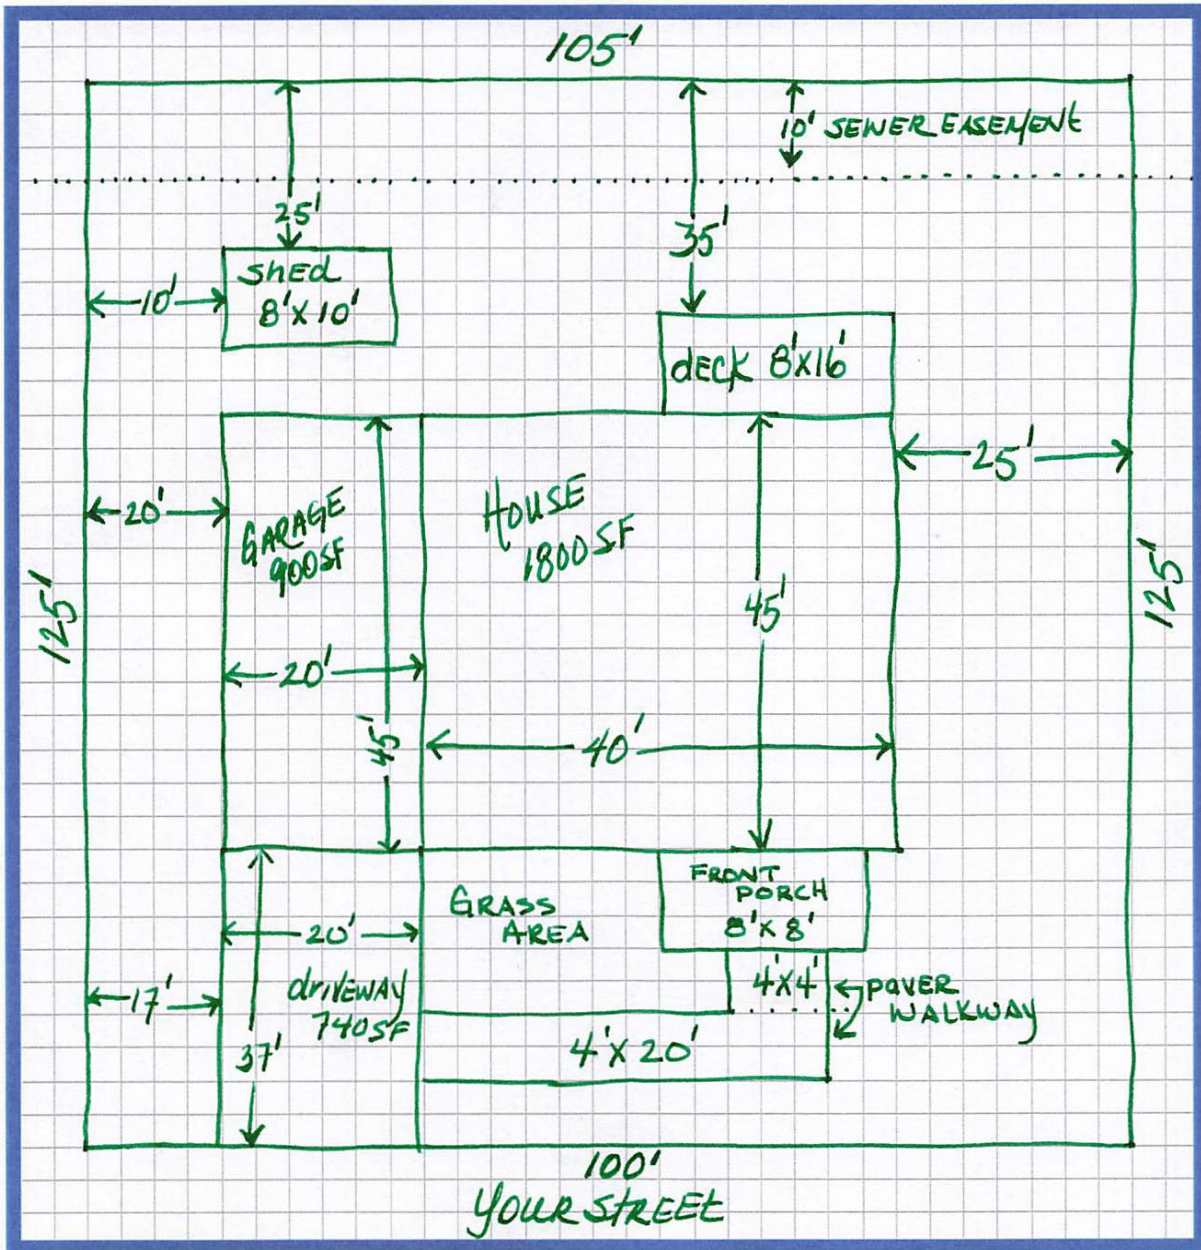 105'
10' SEWER EASEMENT
25'
35'
10'
SHED
8'X10'
DECK 8'X16'
25'
20'
GARAGE
900SF
HOUSE
1800SF
125'
45'
125'
20'
45'
40'
FRONT
PORCH
8'X8'
GRASS
AREA
20'
17'
DRIVEWAY
740SF
37'
4'X4'
PAVER
WALKWAY
4'X20'
100'
YOUR STREET